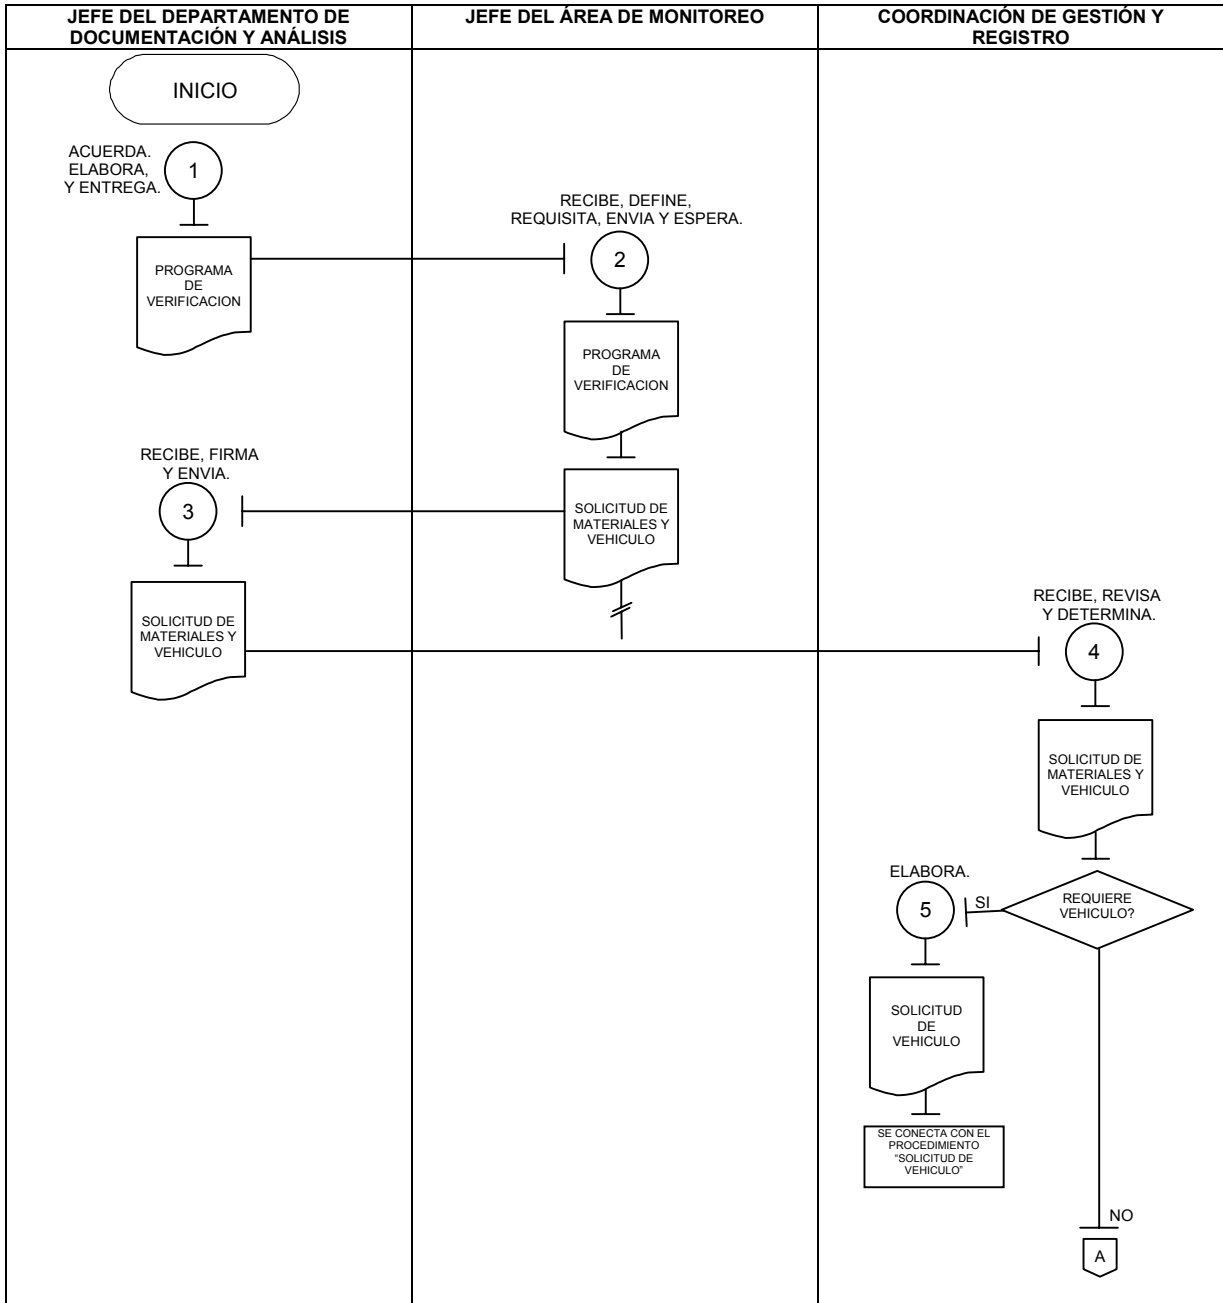 JEFE DEL DEPARTAMENTO DE
DOCUMENTACIÓN Y ANÁLISIS
JEFE DEL ÁREA DE MONITOREO
COORDINACIÓN DE GESTIÓN Y
REGISTRO
INICIO
ACUERDA.
ELABORA,
Y ENTREGA.
1
PROGRAMA
DE
VERIFICACION
RECIBE, DEFINE,
REQUISITA, ENVIA Y ESPERA.
2
PROGRAMA
DE
VERIFICACION
SOLICITUD DE
MATERIALES Y
VEHICULO
RECIBE, FIRMA
Y ENVIA.
3
SOLICITUD DE
MATERIALES Y
VEHICULO
RECIBE, REVISA
Y DETERMINA.
4
SOLICITUD DE
MATERIALES Y
VEHICULO
REQUIERE
VEHICULO?
SI
ELABORA.
5
SOLICITUD
DE
VEHICULO
SE CONECTA CON EL
PROCEDIMIENTO
"SOLICITUD DE
VEHICULO"
NO
A